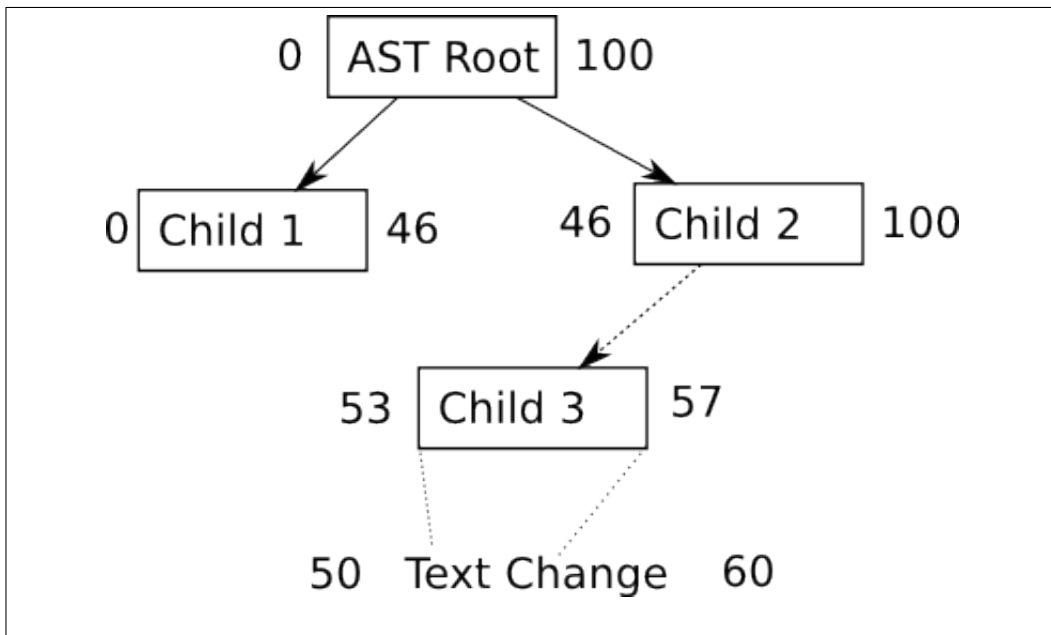 0 AST Root 100
0 Child 1 46
46 Child 2 100
53 Child 3 57
50 Text Change 60